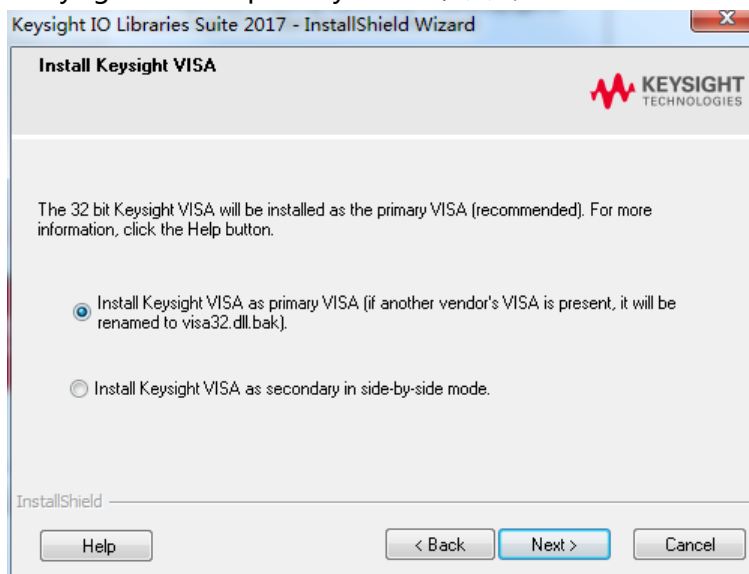 Keysight IO Libraries Suite 2017 - InstallShield Wizard
Install Keysight VISA
KEYSIGHT
TECHNOLOGIES
The 32 bit Keysight VISA will be installed as the primary VISA (recommended). For more
information, click the Help button.
Install Keysight VISA as primary VISA (if another vendor's VISA is present, it will be
renamed to visa32.dll.bak).
Install Keysight VISA as secondary in side-by-side mode.
InstallShield
Help
< Back
Next >
Cancel